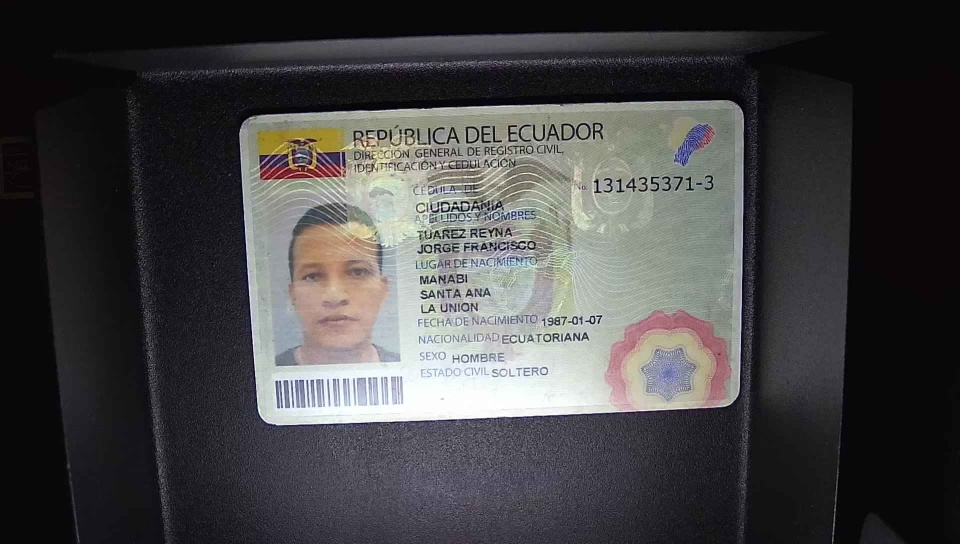 REPÚBLICA DEL ECUADOR
DIRECCIÓN GENERAL DE REGISTRO CIVIL,
IDENTIFICACIÓN Y CEDULACIÓN
CÉDULA DE
No. 131435371-3
CIUDADANÍA
APELLIDOS Y NOMBRES
TUAREZ REYNA
JORGE FRANCISCO
LUGAR DE NACIMIENTO
MANABI
SANTA ANA
LA UNION
FECHA DE NACIMIENTO 1987-01-07
NACIONALIDAD ECUATORIANA
SEXO HOMBRE
ESTADO CIVIL SOLTERO